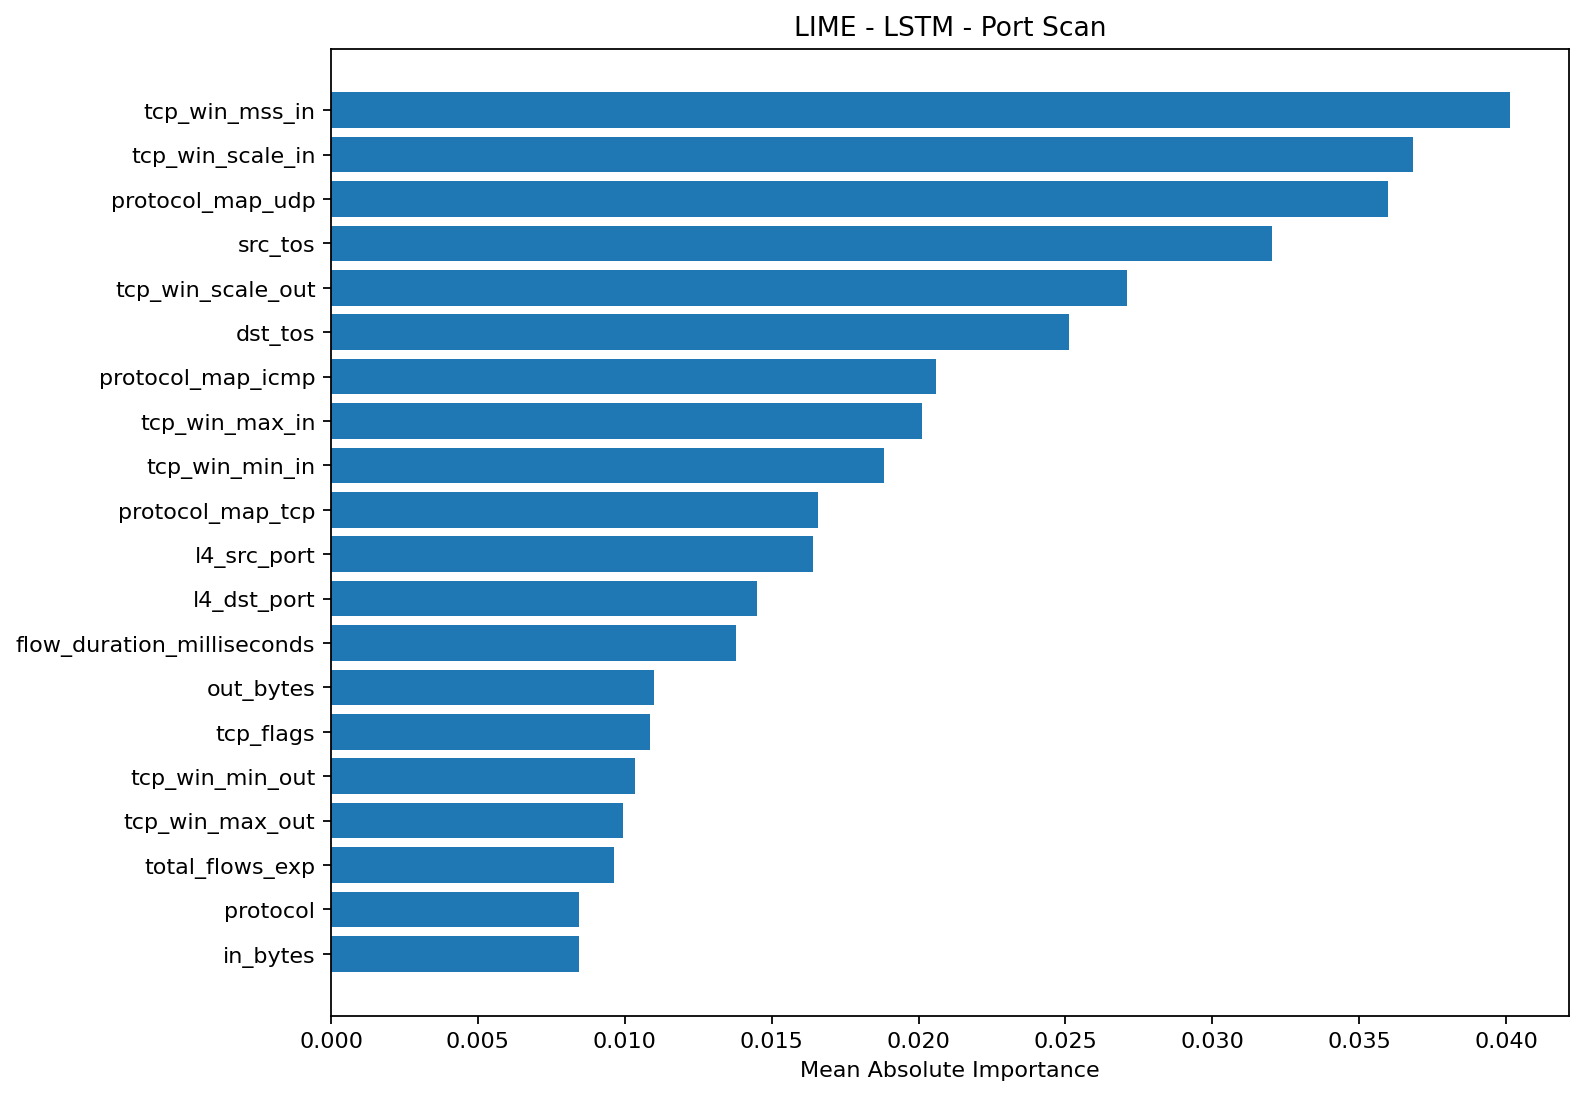 LIME - LSTM - Port Scan
tcp_win_mss_in
tcp_win_scale_in
protocol_map_udp
src_tos
tcp_win_scale_out
dst_tos
protocol_map_icmp
tcp_win_max_in
tcp_win_min_in
protocol_map_tcp
l4_src_port
l4_dst_port
flow_duration_milliseconds
out_bytes
tcp_flags
tcp_win_min_out
tcp_win_max_out
total_flows_exp
protocol
in_bytes
0.000 0.005 0.010 0.015 0.020 0.025 0.030 0.035 0.040
Mean Absolute Importance